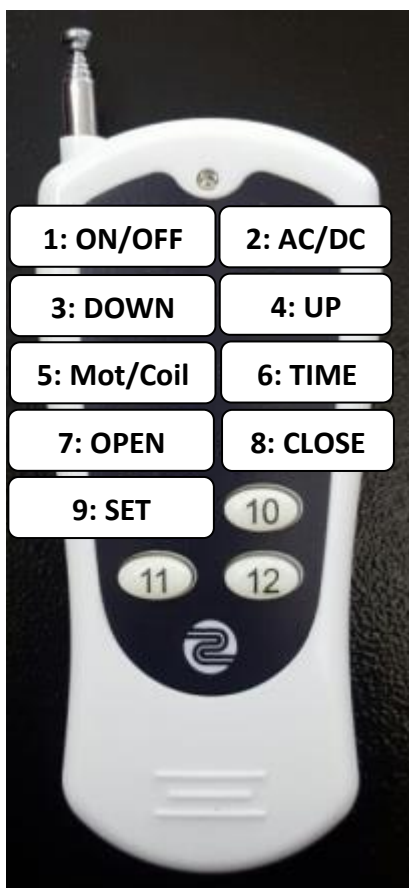 1: ON/OFF 2: AC/DC
3: DOWN 4: UP
5: Mot/Coil 6: TIME
7: OPEN 8: CLOSE
9: SET 10
11 12